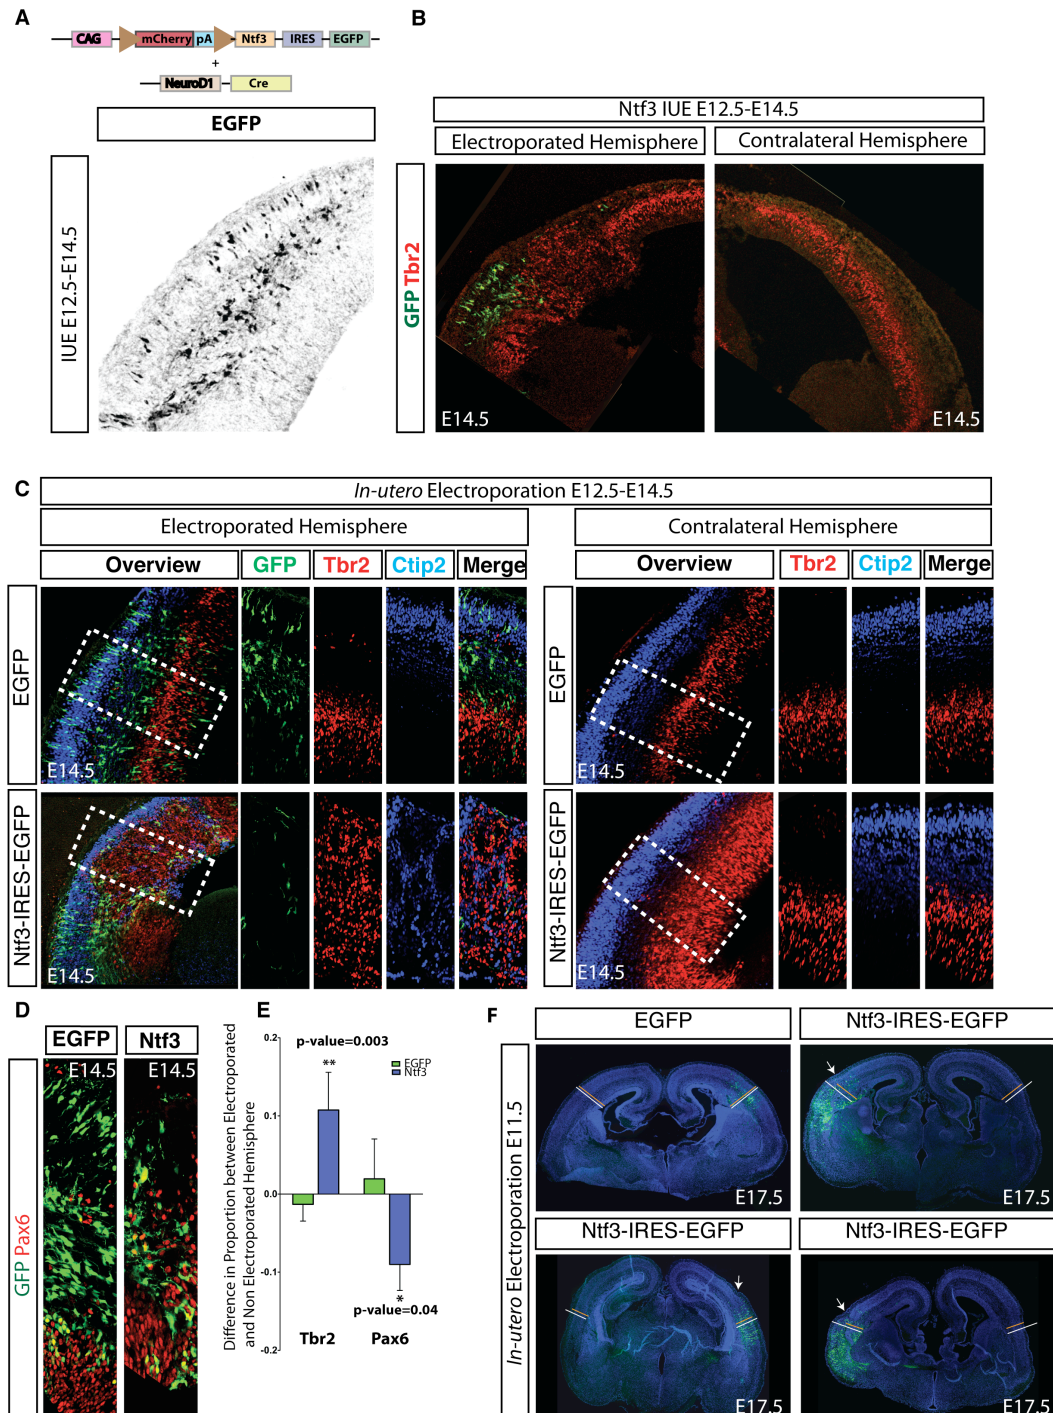 A
CAG mCherry pA Ntf3 IRES EGFP
+
NeuroD1 Cre
EGFP
IUE E12.5-E14.5
B
Ntf3 IUE E12.5-E14.5
Electroporated Hemisphere Contralateral Hemisphere
GFP Tbr2
E14.5 E14.5
C
In-utero Electroporation E12.5-E14.5
Electroporated Hemisphere Contralateral Hemisphere
Overview GFP Tbr2 Ctip2 Merge Overview Tbr2 Ctip2 Merge
EGFP
E14.5
EGFP
E14.5
Ntf3-IRES-EGFP
E14.5
Ntf3-IRES-EGFP
E14.5
D
EGFP Ntf3
E14.5 E14.5
GFP Pax6
E
Difference in Proportion between Electroporated
and Non Electroporated Hemisphere
0.2
0.1
0.0
-0.1
-0.2
p-value=0.003
**
EGFP
Ntf3
*
p-value=0.04
Tbr2 Pax6
F
In-utero Electroporation E11.5
EGFP Ntf3-IRES-EGFP
E17.5 E17.5
Ntf3-IRES-EGFP Ntf3-IRES-EGFP
E17.5 E17.5